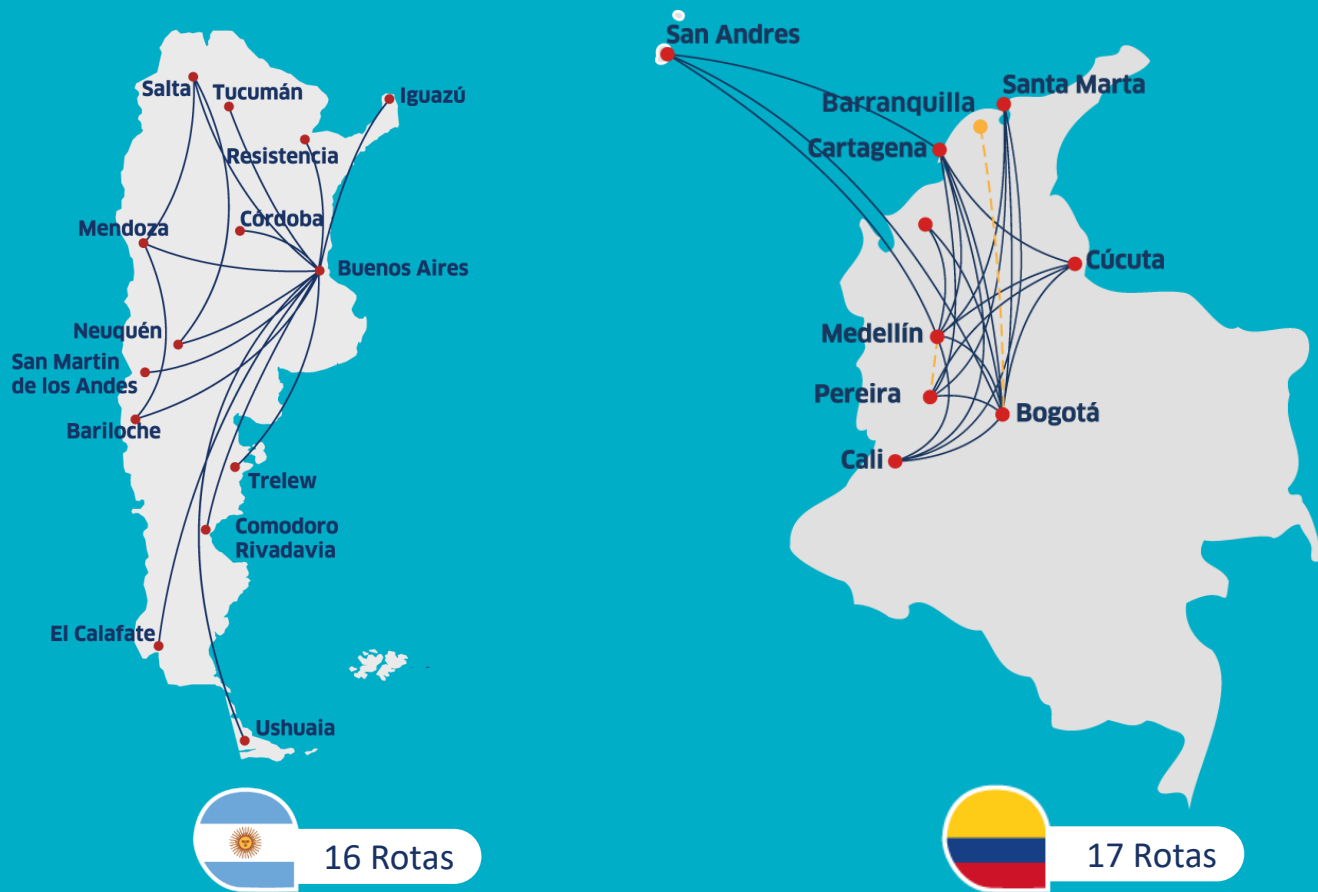 Salta
Tucumán
Iguazú
Resistencia
Mendoza
Córdoba
Buenos Aires
Neuquén
San Martin
de los Andes
Bariloche
Trelew
Comodoro
Rivadavia
El Calafate
Ushuaia
16 Rotas
San Andres
Santa Marta
Barranquilla
Cartagena
Cúcuta
Medellín
Pereira
Bogotá
Cali
17 Rotas